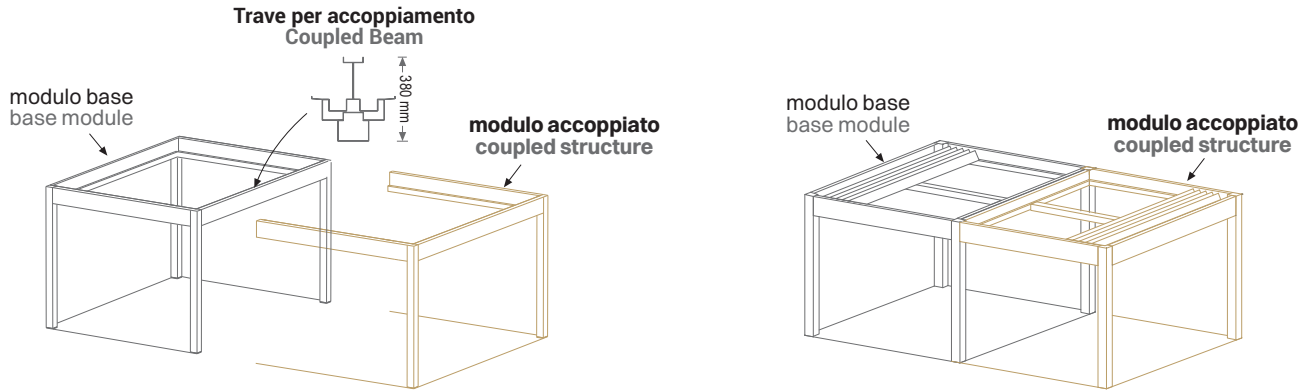 Trave per accoppiamento
Coupled Beam
380 mm
modulo base
base module
modulo accoppiato
coupled structure
modulo base
base module
modulo accoppiato
coupled structure